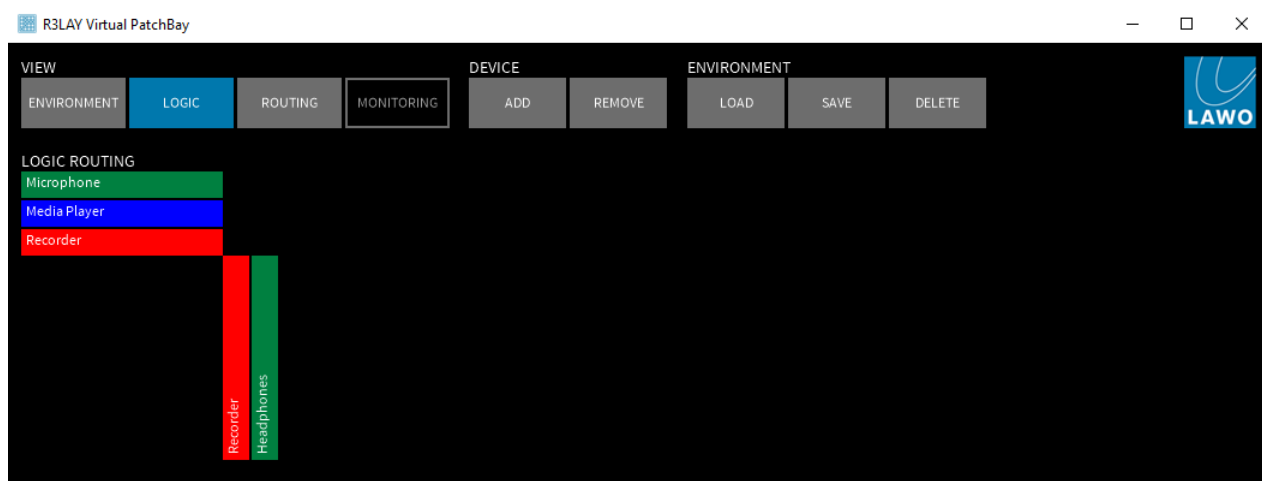 R3LAY Virtual PatchBay
VIEW DEVICE ENVIRONMENT
ENVIRONMENT LOGIC ROUTING MONITORING ADD REMOVE LOAD SAVE DELETE
LAWO
LOGIC ROUTING
Microphone
Media Player
Recorder
Recorder
Headphones